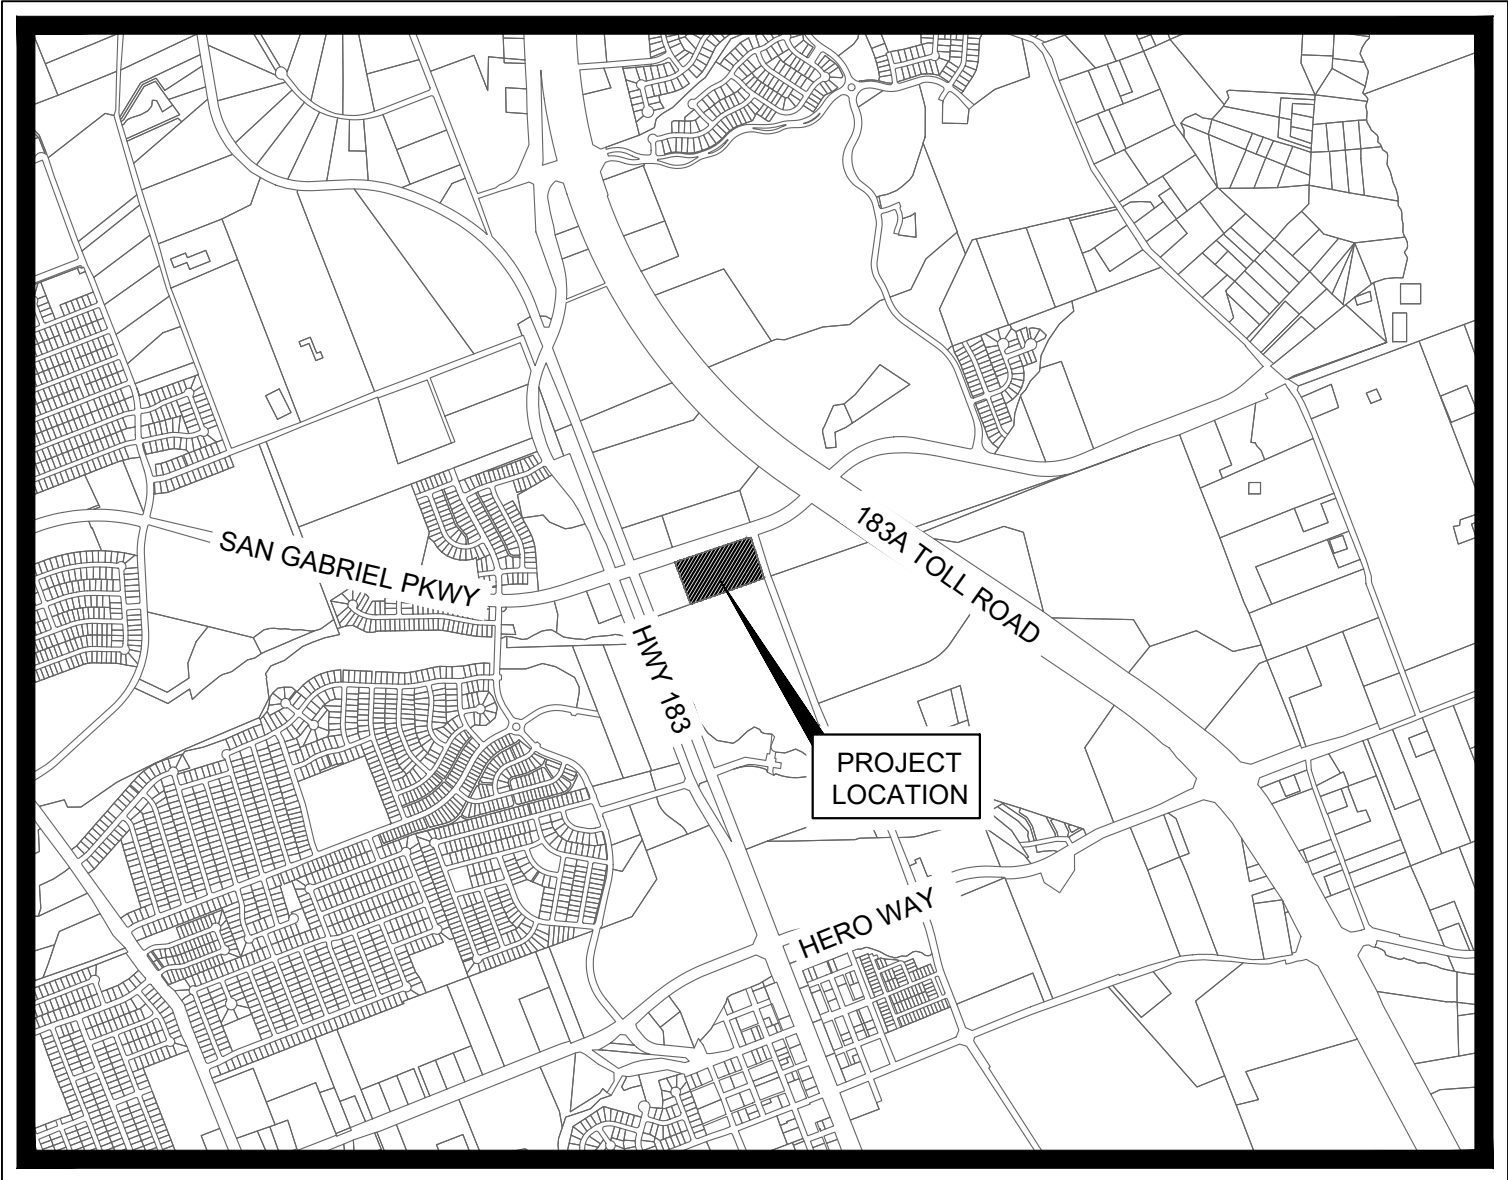 SAN GABRIEL PKWY
183A TOLL ROAD
HWY 183
PROJECT
LOCATION
HERO WAY